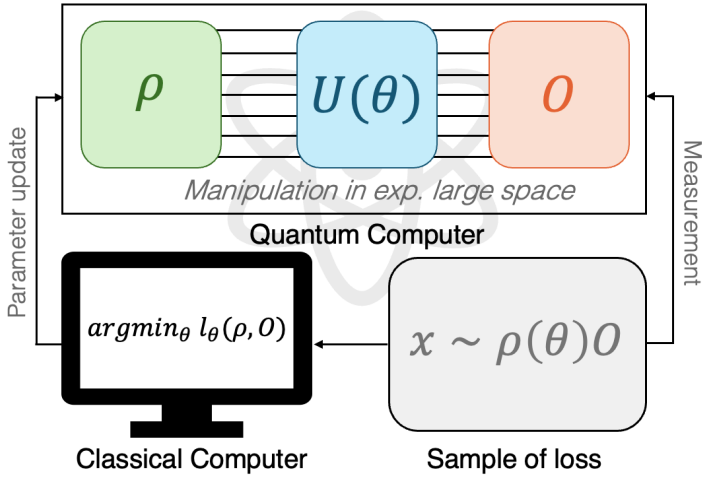 ρ
U(θ)
O
Manipulation in exp. large space
Quantum Computer
Parameter update
Measurement
argmin_θ l_θ(ρ, O)
x ~ ρ(θ)O
Classical Computer
Sample of loss